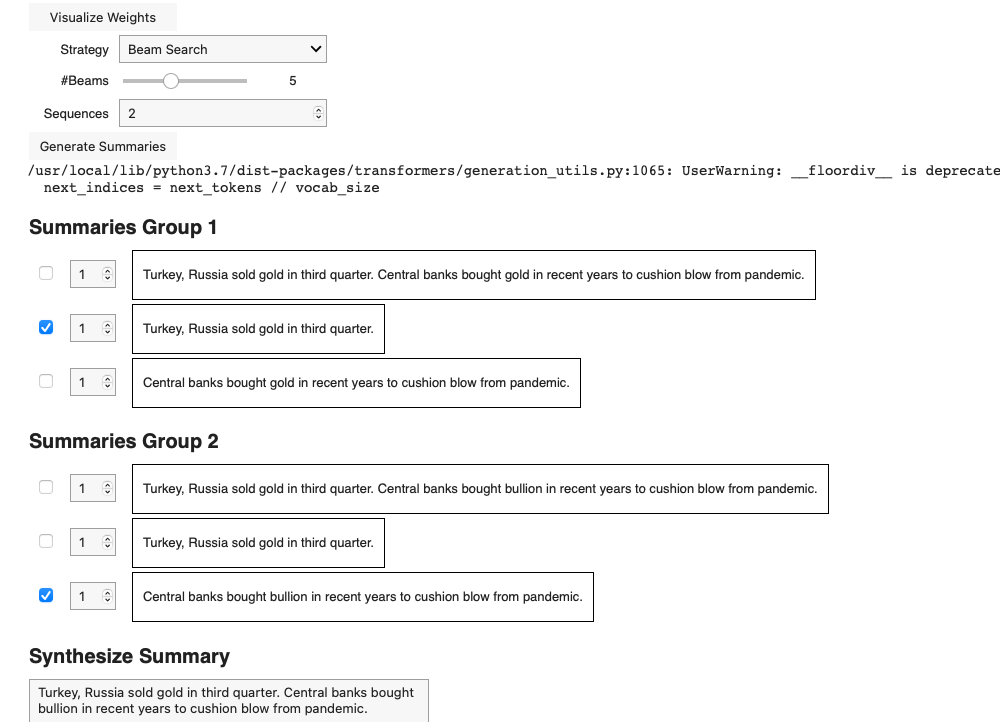 Visualize Weights
Strategy Beam Search
#Beams 5
Sequences 2
Generate Summaries
/usr/local/lib/python3.7/dist-packages/transformers/generation_utils.py:1065: UserWarning: __floordiv__ is deprecate
next_indices = next_tokens // vocab_size
Summaries Group 1
1 Turkey, Russia sold gold in third quarter. Central banks bought gold in recent years to cushion blow from pandemic.
1 Turkey, Russia sold gold in third quarter.
1 Central banks bought gold in recent years to cushion blow from pandemic.
Summaries Group 2
1 Turkey, Russia sold gold in third quarter. Central banks bought bullion in recent years to cushion blow from pandemic.
1 Turkey, Russia sold gold in third quarter.
1 Central banks bought bullion in recent years to cushion blow from pandemic.
Synthesize Summary
Turkey, Russia sold gold in third quarter. Central banks bought
bullion in recent years to cushion blow from pandemic.